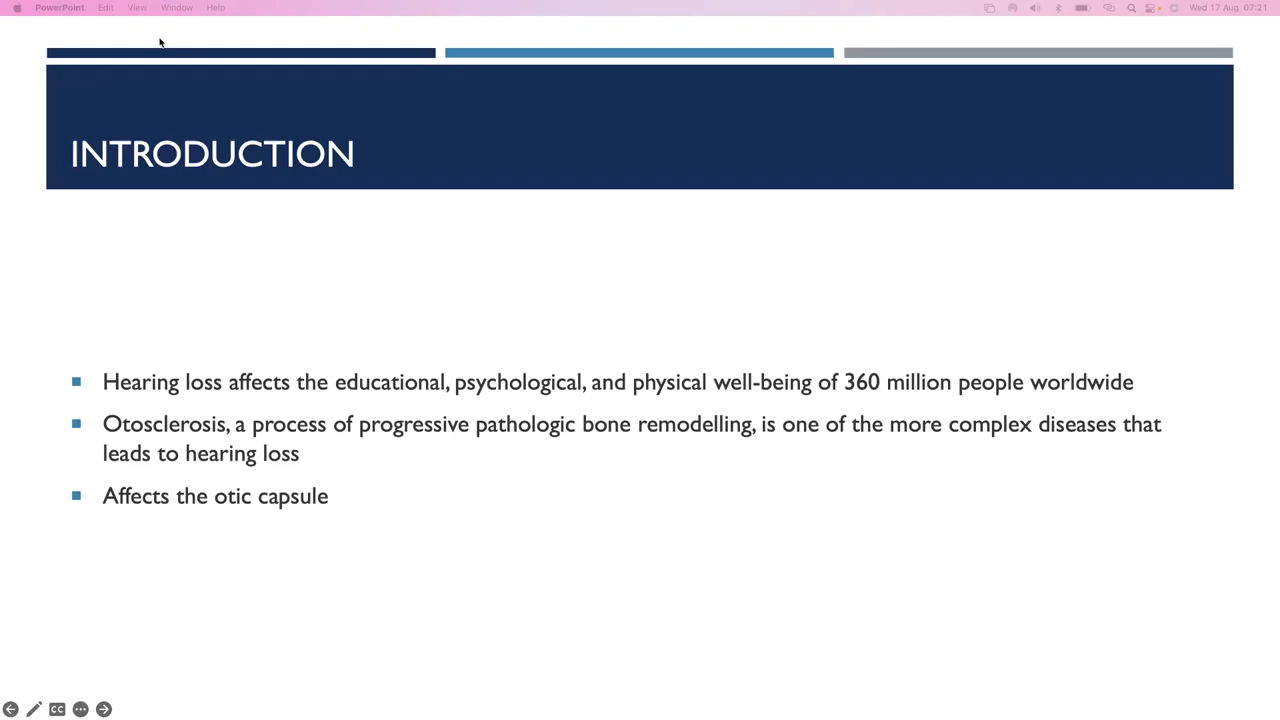 PowerPoint Edit View Window Help Wed 17 Aug 07:21
INTRODUCTION
Hearing loss affects the educational, psychological, and physical well-being of 360 million people worldwide
Otosclerosis, a process of progressive pathologic bone remodelling, is one of the more complex diseases that
leads to hearing loss
Affects the otic capsule
CC